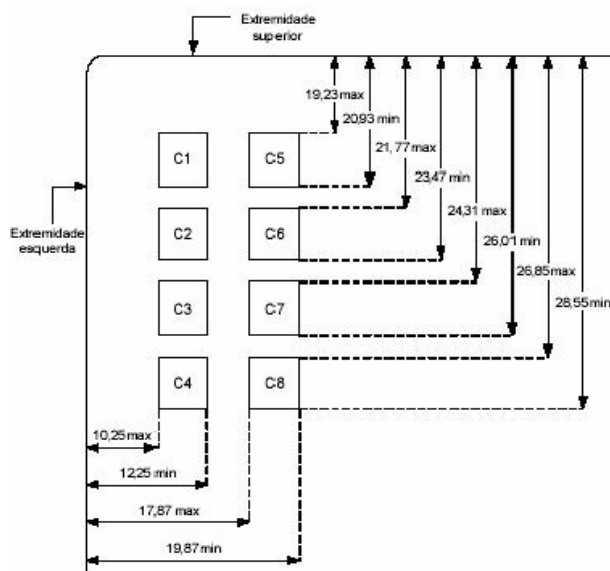 Extremidade
superior
19,23 max
20,93 min
21,77 max
23,47 min
24,31 max
26,01 min
26,85 max
28,55 min
C1
C5
Extremidade
esquerda
C2
C6
C3
C7
C4
C8
10,25 max
12,25 min
17,87 max
19,87 min